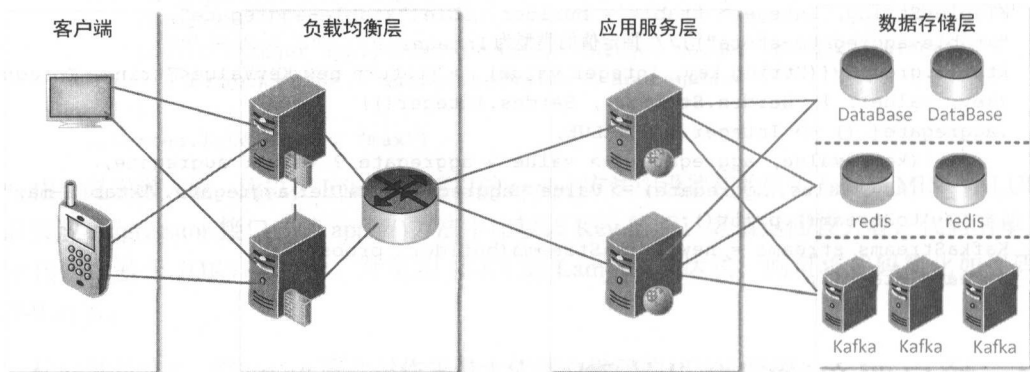 客户端
负载均衡层
应用服务层
数据存储层
DataBase DataBase
redis redis
Kafka Kafka Kafka